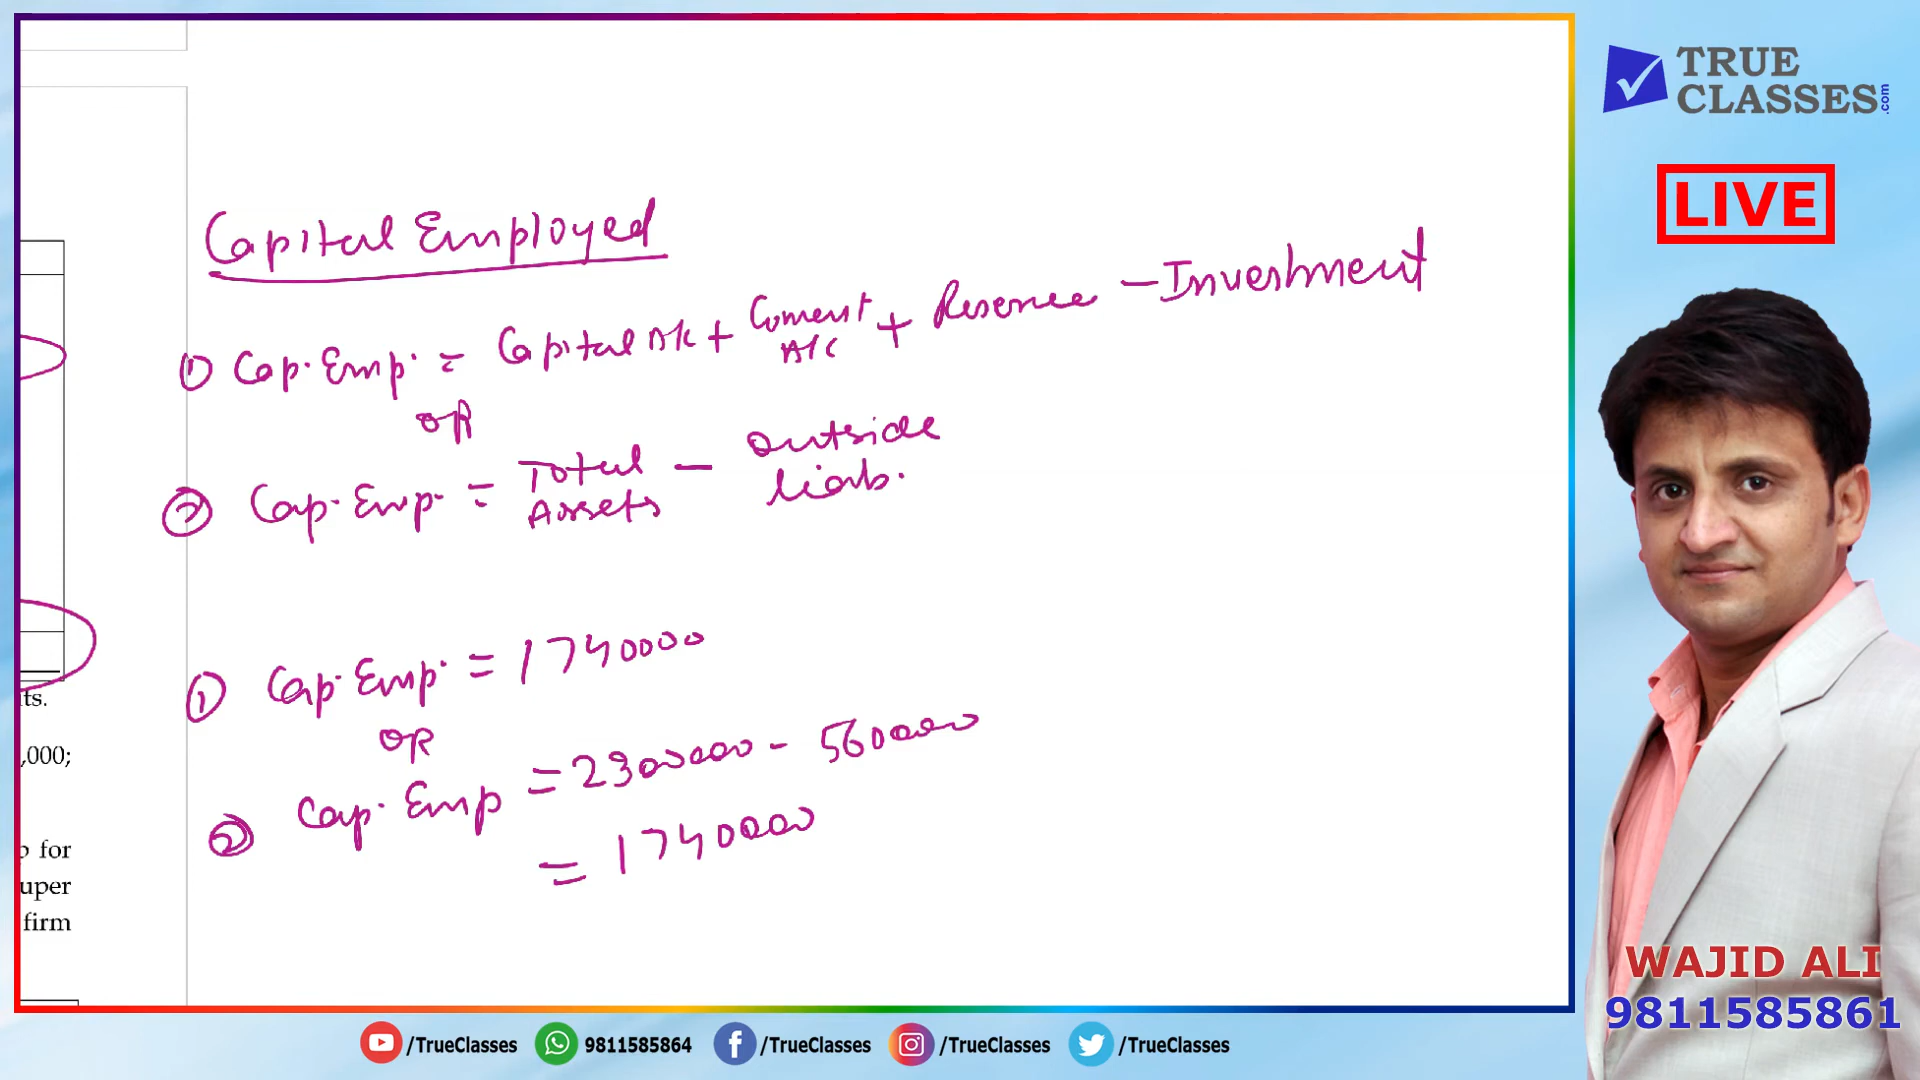 TRUE
CLASSES.com
LIVE
Capital Employed
① Cap. Emp. = Capital A/c + Current A/c + Reserve - Investment
OR
② Cap. Emp. = Total Assets - Outside Liab.
① Cap. Emp. = 1740000
OR
② Cap. Emp = 2300000 - 560000
= 1740000
ts.
,000;
p for
uper
firm
WAJID ALI
9811585861
/TrueClasses 9811585864 /TrueClasses /TrueClasses /TrueClasses